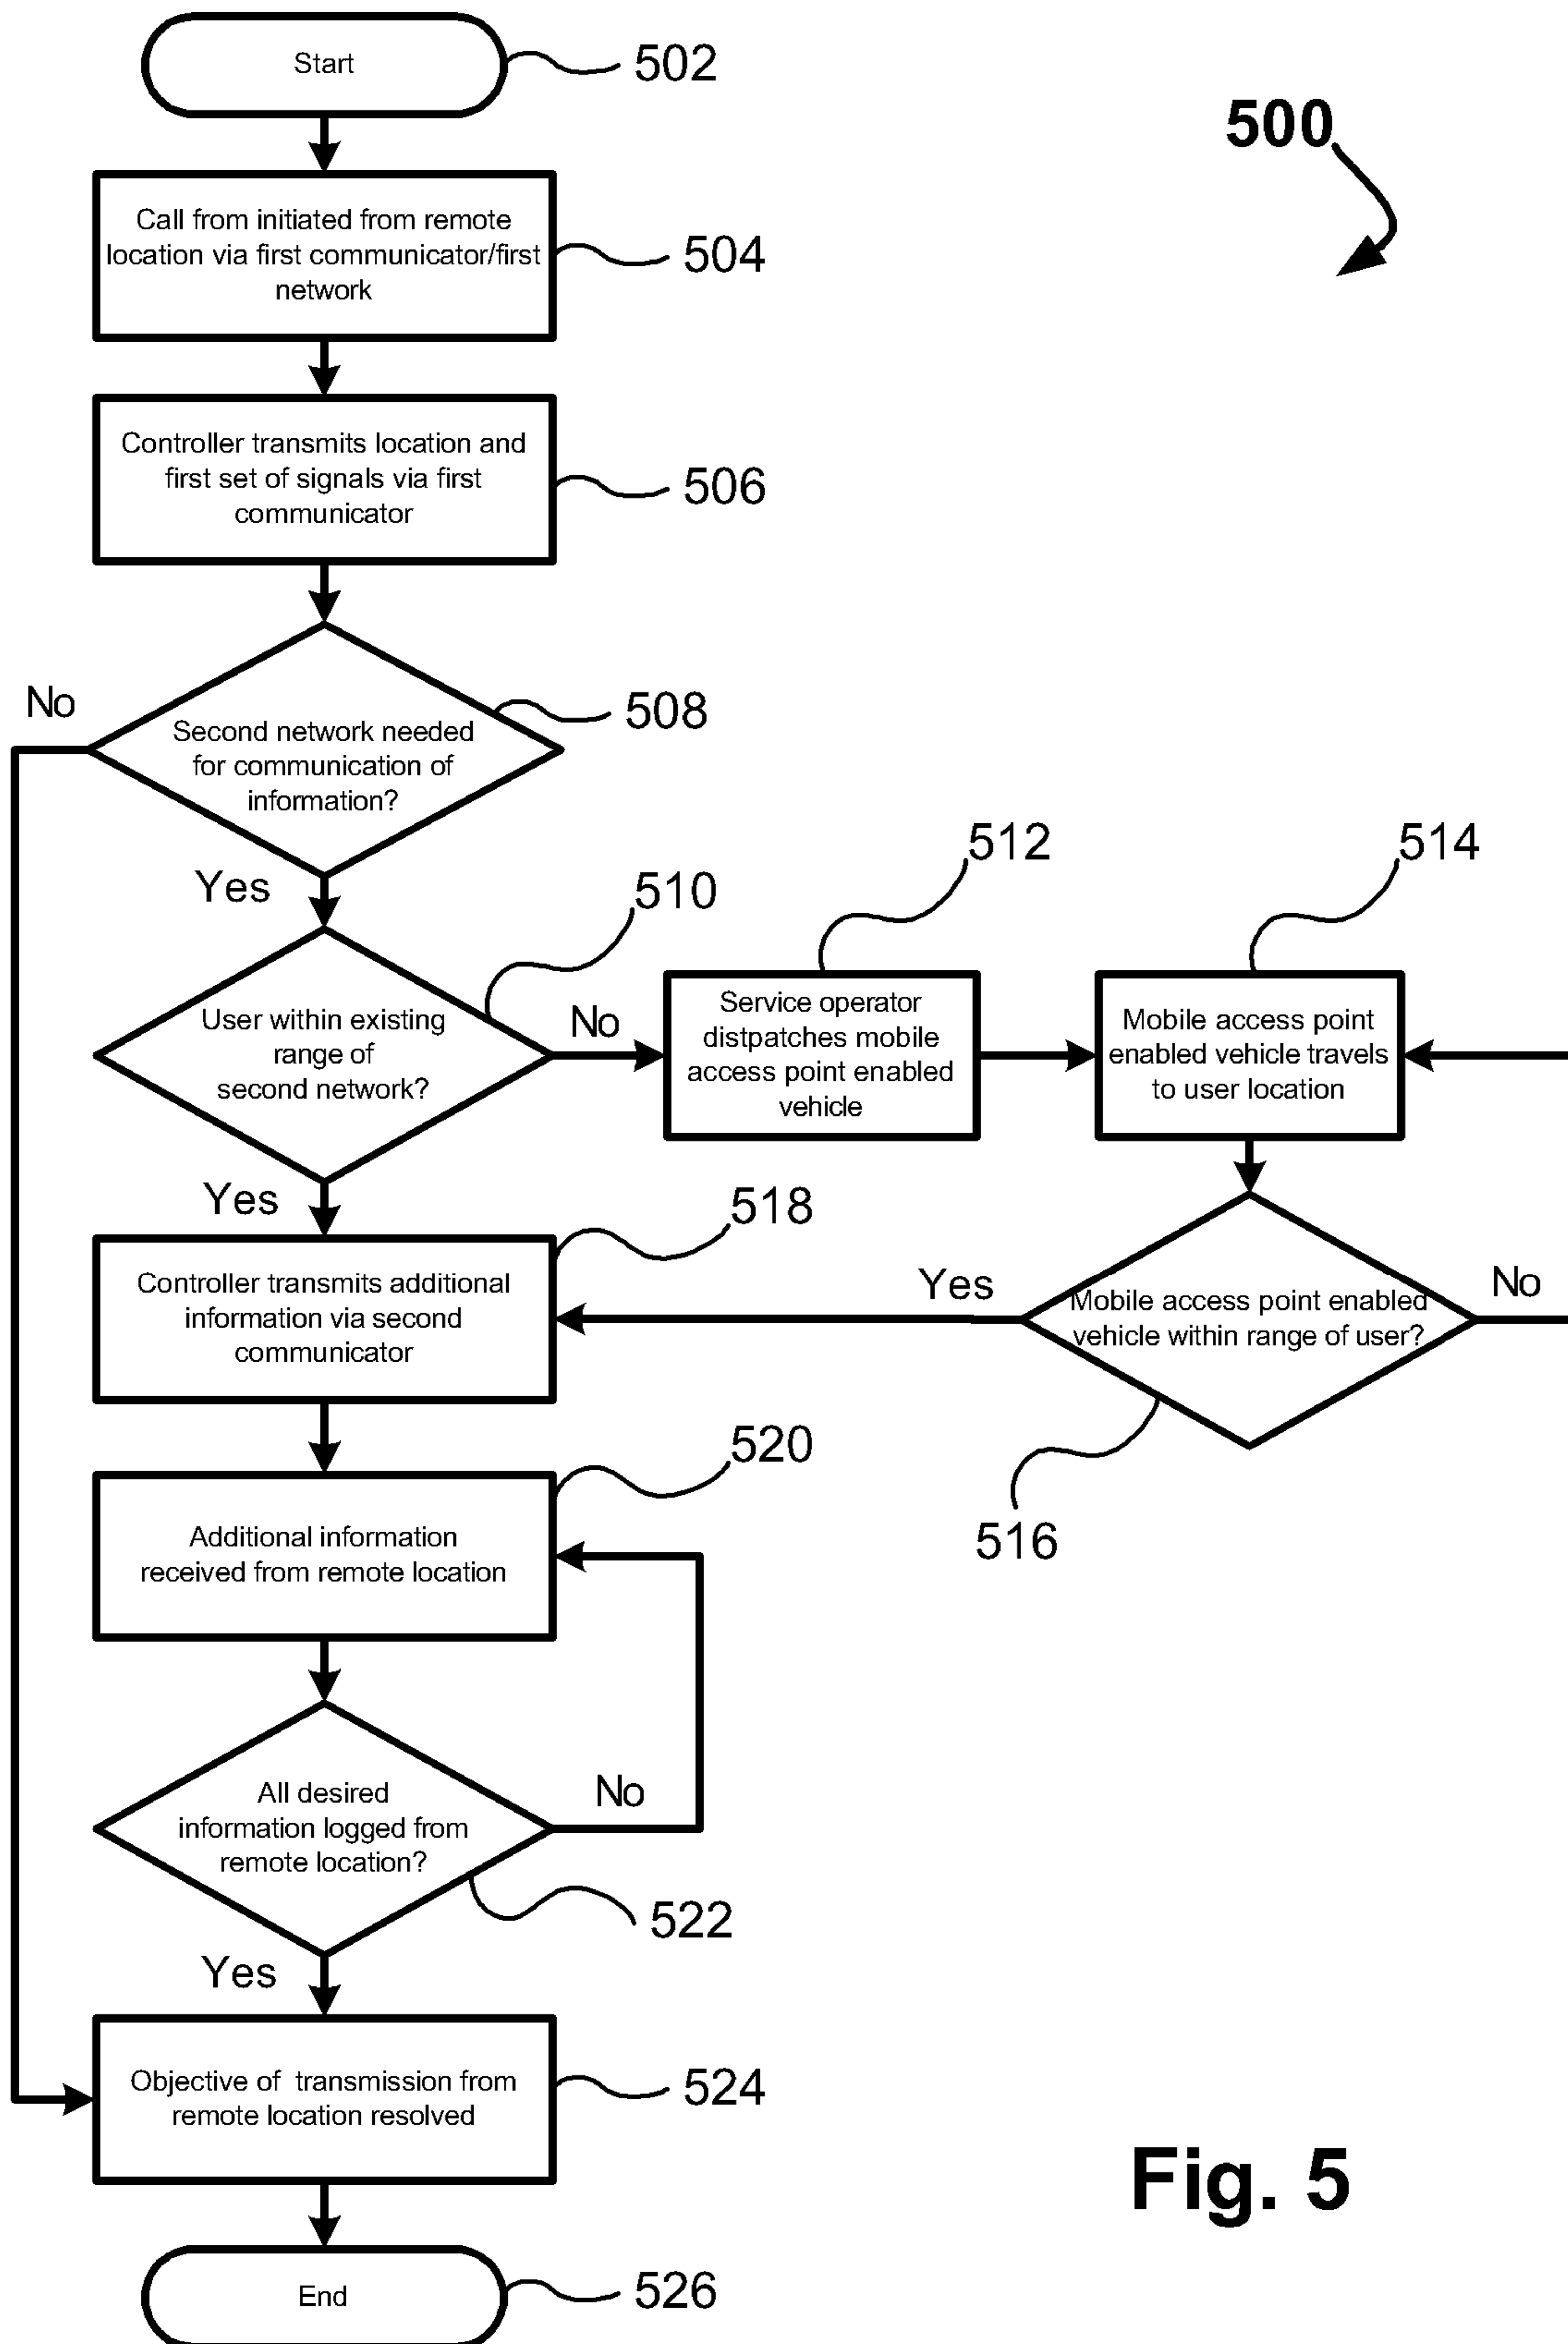 Start
502
500
Call from initiated from remote
location via first communicator/first
network
504
Controller transmits location and
first set of signals via first
communicator
506
No
Second network needed
for communication of
information?
508
Yes
User within existing
range of
second network?
510
No
Service operator
distpatches mobile
access point enabled
vehicle
512
Mobile access point
enabled vehicle travels
to user location
514
Yes
Controller transmits additional
information via second
communicator
518
Yes
Mobile access point enabled
vehicle within range of user?
No
516
Additional information
received from remote location
520
All desired
information logged from
remote location?
No
522
Yes
Objective of transmission from
remote location resolved
524
Fig. 5
End
526